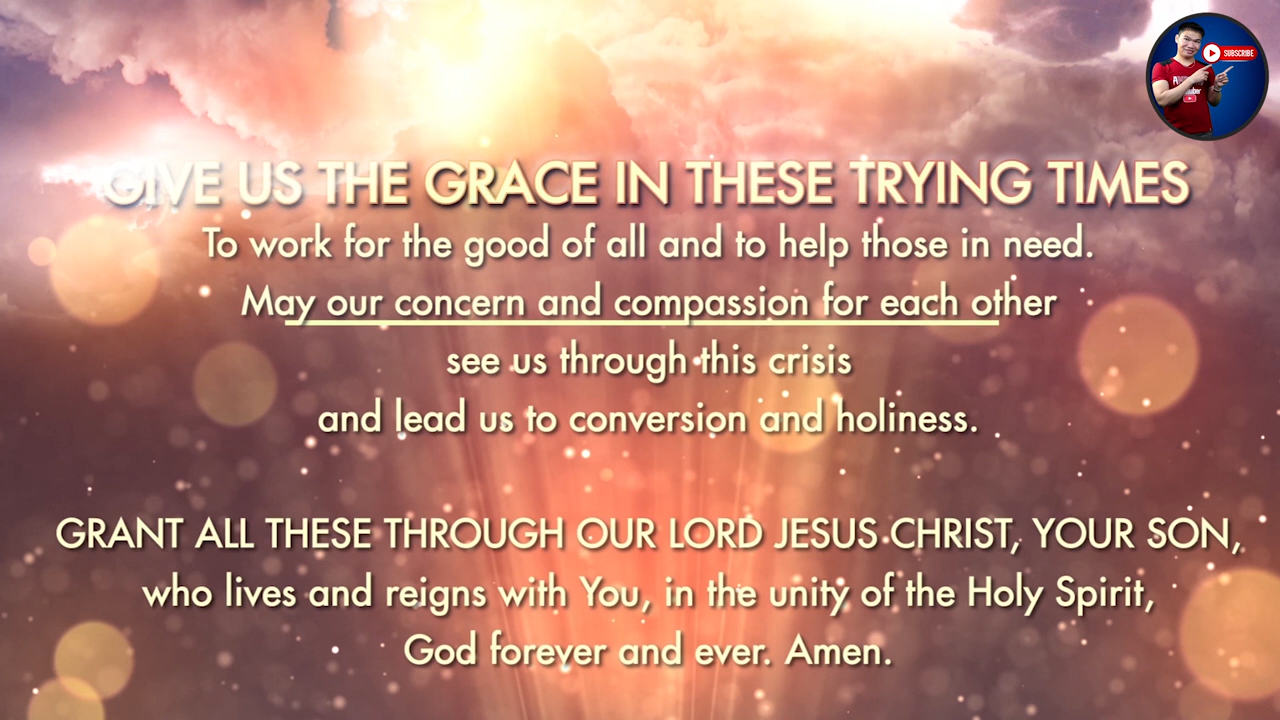 SUBSCRIBE
GIVE US THE GRACE IN THESE TRYING TIMES
To work for the good of all and to help those in need.
May our concern and compassion for each other
see us through this crisis
and lead us to conversion and holiness.
GRANT ALL THESE THROUGH OUR LORD JESUS CHRIST, YOUR SON,
who lives and reigns with You, in the unity of the Holy Spirit,
God forever and ever. Amen.